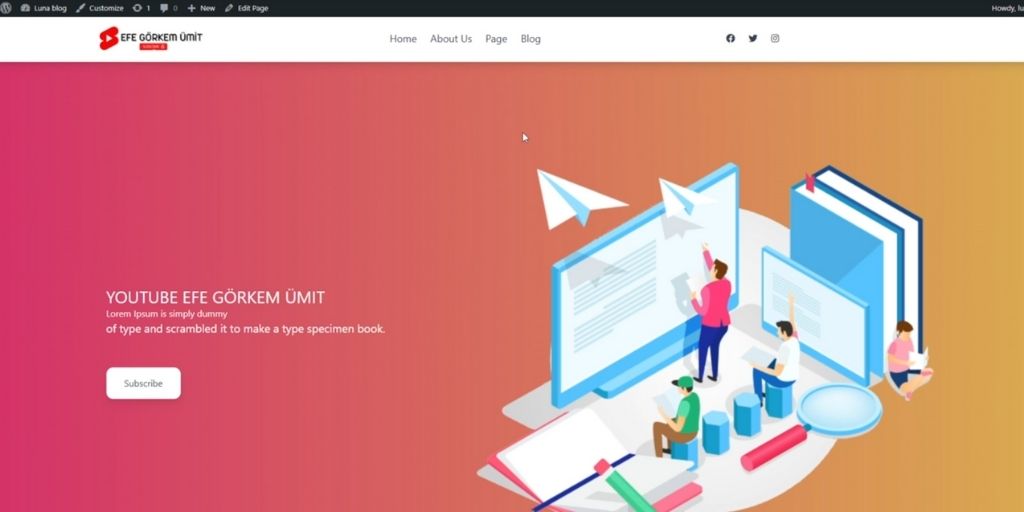 Luna blog Customize 1 0 New Edit Page Howdy, lu
EFE GÖRKEM ÜMİT
Home About Us Page Blog
YOUTUBE EFE GÖRKEM ÜMIT
Lorem Ipsum is simply dummy
of type and scrambled it to make a type specimen book.
Subscribe